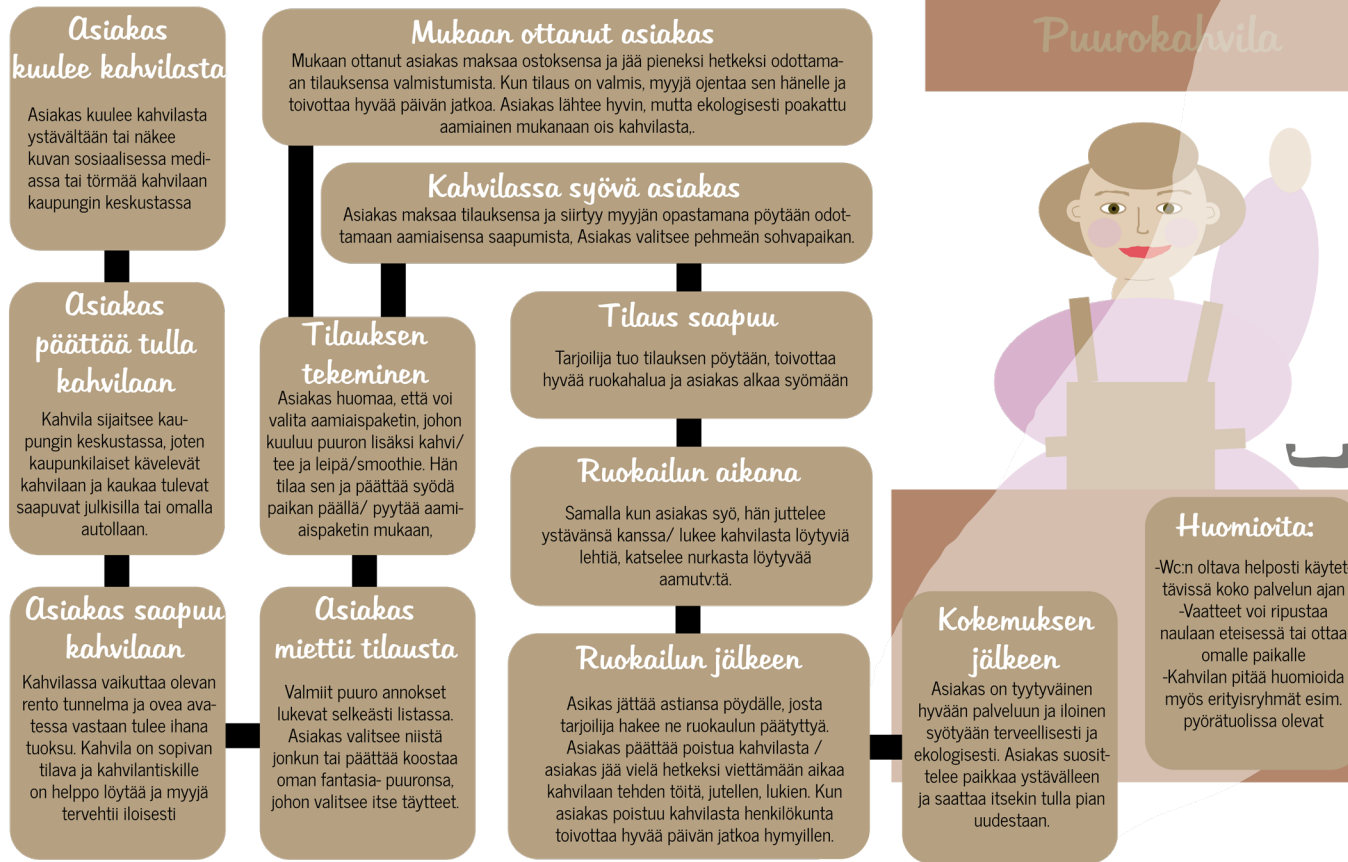 Asiakas
kuulee kahvilasta
Asiakas kuulee kahvilasta
ystävältään tai näkee
kuvan sosiaalisessa medi-
assa tai törmää kahvilaan
kaupungin keskustassa
Asiakas
päättää tulla
kahvilaan
Kahvila sijaitsee kau-
pungin keskustassa, joten
kaupunkilaiset kävelevät
kahvilaan ja kaukaa tulevat
saapuvat julkisilla tai omalla
autollaan.
Asiakas saapuu
kahvilaan
Kahvilassa vaikuttaa olevan
rento tunnelma ja ovea ava-
tessa vastaan tulee ihana
tuoksu. Kahvila on sopivan
tilava ja kahvilantiskille
on helppo löytää ja myyjä
tervehtii iloisesti
Asiakas
miettii tilausta
Valmiit puuro annokset
lukevat selkeästi listassa.
Asiakas valitsee niistä
jonkun tai päättää koostaa
oman fantasia- puuronsa,
johon valitsee itse täytteet.
Tilauksen
tekeminen
Asiakas huomaa, että voi
valita aamiaispaketin, johon
kuuluu puuron lisäksi kahvi/
tee ja leipä/smoothie. Hän
tilaa sen ja päättää syödä
paikan päällä/ pyytää aami-
aispaketin mukaan,
Mukaan ottanut asiakas
Mukaan ottanut asiakas maksaa ostoksensa ja jää pieneksi hetkeksi odottama-
an tilauksensa valmistumista. Kun tilaus on valmis, myyjä ojentaa sen hänelle ja
toivottaa hyvää päivän jatkoa. Asiakas lähtee hyvin, mutta ekologisesti poakattu
aamiainen mukanaan ois kahvilasta,.
Kahvilassa syövä asiakas
Asiakas maksaa tilauksensa ja siirtyy myyjän opastamana pöytään odot-
tamaan aamiaisensa saapumista, Asiakas valitsee pehmeän sohvapaikan.
Tilaus saapuu
Tarjoilija tuo tilauksen pöytään, toivottaa
hyvää ruokahalua ja asiakas alkaa syömään
Ruokailun aikana
Samalla kun asiakas syö, hän juttelee
ystävänsä kanssa/ lukee kahvilasta löytyviä
lehtiä, katselee nurkasta löytyvää
aamutv:tä.
Ruokailun jälkeen
Asikas jättää astiansa pöydälle, josta
tarjoilija hakee ne ruokaulun päätyttyä.
Asiakas päättää poistua kahvilasta /
asiakas jää vielä hetkeksi viettämään aikaa
kahvilaan tehden töitä, jutellen, lukien. Kun
asiakas poistuu kahvilasta henkilökunta
toivottaa hyvää päivän jatkoa hymyillen.
Kokemuksen
jälkeen
Asiakas on tyytyväinen
hyvään palveluun ja iloinen
syötyään terveellisesti ja
ekologisesti. Asiakas suosit-
telee paikkaa ystävälleen
ja saattaa itsekin tulla pian
uudestaan.
Puurokahvila
Huomioita:
-Wc:n oltava helposti käytet-
tävissä koko palvelun ajan
-Vaatteet voi ripustaa
naulaan eteisessä tai ottaa
omalle paikalle
-Kahvilan pitää huomioida
myös erityisryhmät esim.
pyörätuolissa olevat